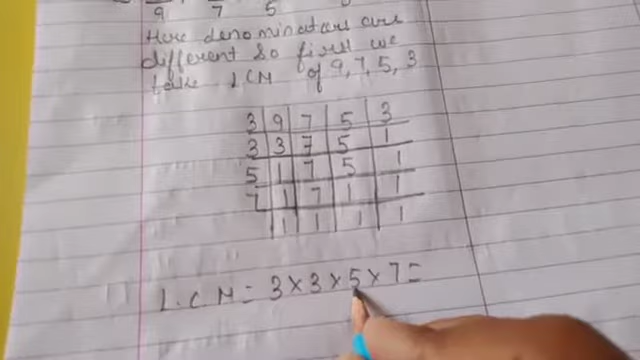 9 7 5
Here denominators are
different so first we
take LCM of 9, 7, 5, 3
3 9 7 5 3
3 3 7 5 1
5 1 7 5 1
7 1 7 1 1
1 1 1 1
L.C M = 3 × 3 × 5 × 7 =